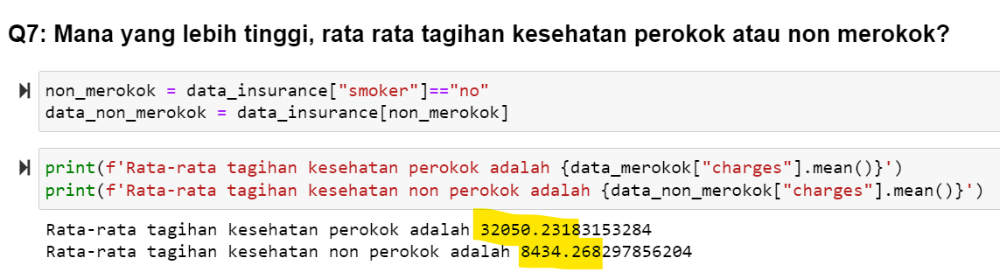 Q7: Mana yang lebih tinggi, rata rata tagihan kesehatan perokok atau non merokok?
non_merokok = data_insurance["smoker"]=="no"
data_non_merokok = data_insurance[non_merokok]
print(f'Rata-rata tagihan kesehatan perokok adalah {data_merokok["charges"].mean()}')
print(f'Rata-rata tagihan kesehatan non perokok adalah {data_non_merokok["charges"].mean()}')
Rata-rata tagihan kesehatan perokok adalah 32050.23183153284
Rata-rata tagihan kesehatan non perokok adalah 8434.268297856204